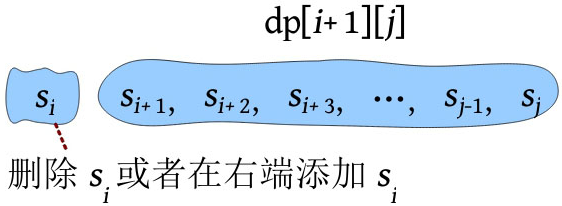 dp[i+1][j]
s_i s_{i+1}, s_{i+2}, s_{i+3}, ⋯, s_{j-1}, s_j
删除 s_i 或者在右端添加 s_i